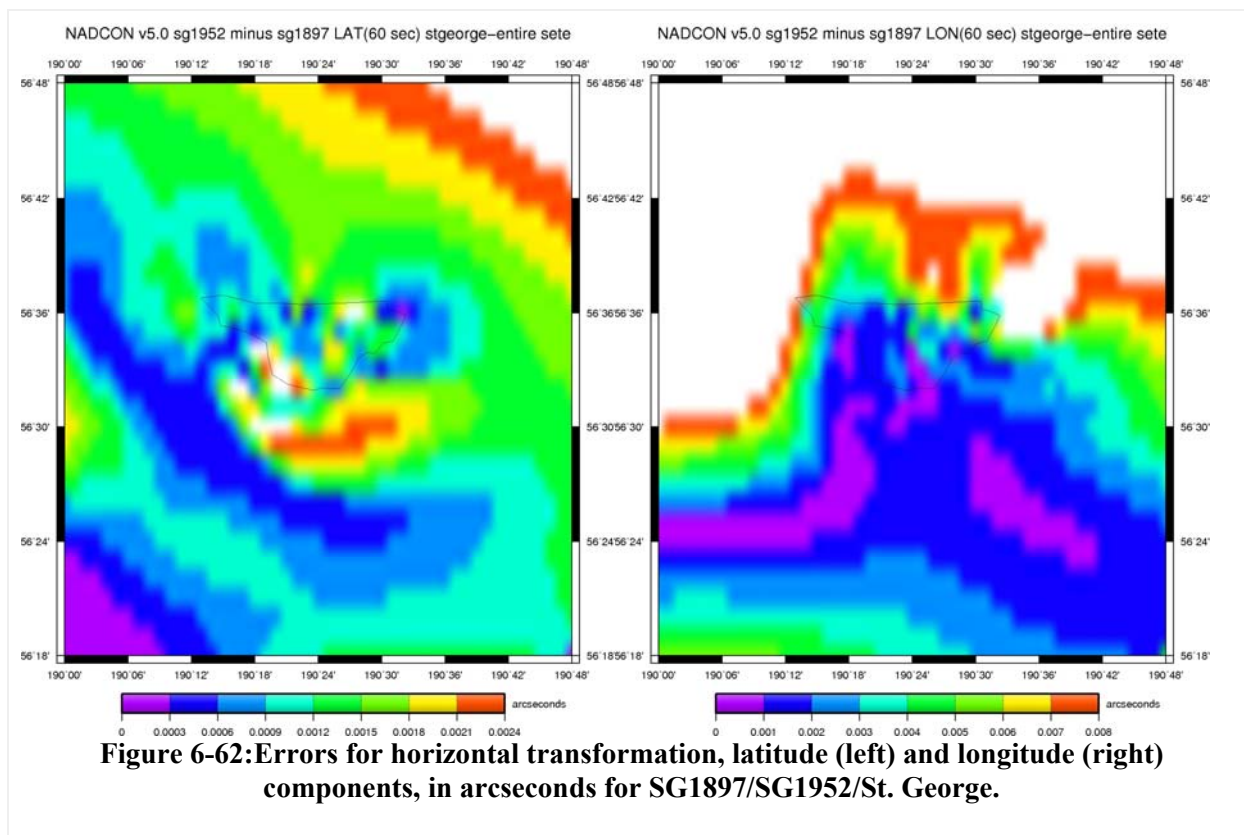 NADCON v5.0 sg1952 minus sg1897 LAT(60 sec) stgeorge−entire sete
190˚00' 190˚06' 190˚12' 190˚18' 190˚24' 190˚30' 190˚36' 190˚42' 190˚48'
56˚48' 56˚48'
56˚42' 56˚42'
56˚36' 56˚36'
56˚30' 56˚30'
56˚24' 56˚24'
56˚18' 56˚18'
190˚00' 190˚06' 190˚12' 190˚18' 190˚24' 190˚30' 190˚36' 190˚42' 190˚48'
arcseconds
0 0.0003 0.0006 0.0009 0.0012 0.0015 0.0018 0.0021 0.0024
NADCON v5.0 sg1952 minus sg1897 LON(60 sec) stgeorge−entire sete
190˚00' 190˚06' 190˚12' 190˚18' 190˚24' 190˚30' 190˚36' 190˚42' 190˚48'
56˚48' 56˚48'
56˚42' 56˚42'
56˚36' 56˚36'
56˚30' 56˚30'
56˚24' 56˚24'
56˚18' 56˚18'
190˚00' 190˚06' 190˚12' 190˚18' 190˚24' 190˚30' 190˚36' 190˚42' 190˚48'
arcseconds
0 0.001 0.002 0.003 0.004 0.005 0.006 0.007 0.008
Figure 6-62:Errors for horizontal transformation, latitude (left) and longitude (right)
components, in arcseconds for SG1897/SG1952/St. George.